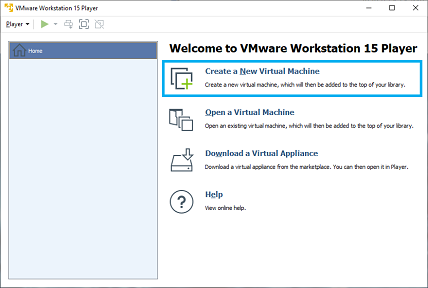 VMware Workstation 15 Player
Player
Home
Welcome to VMware Workstation 15 Player
Create a New Virtual Machine
Create a new virtual machine, which will then be added to the top of your library.
Open a Virtual Machine
Open an existing virtual machine, which will then be added to the top of your library.
Download a Virtual Appliance
Download a virtual appliance from the marketplace. You can then open it in Player.
Help
View online help.